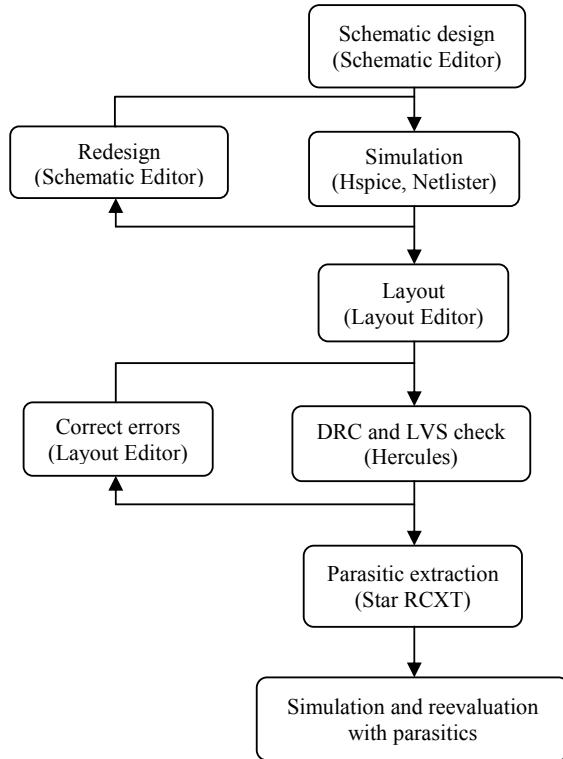 Schematic design
(Schematic Editor)
Redesign
(Schematic Editor)
Simulation
(Hspice, Netlister)
Layout
(Layout Editor)
Correct errors
(Layout Editor)
DRC and LVS check
(Hercules)
Parasitic extraction
(Star RCXT)
Simulation and reevaluation
with parasitics